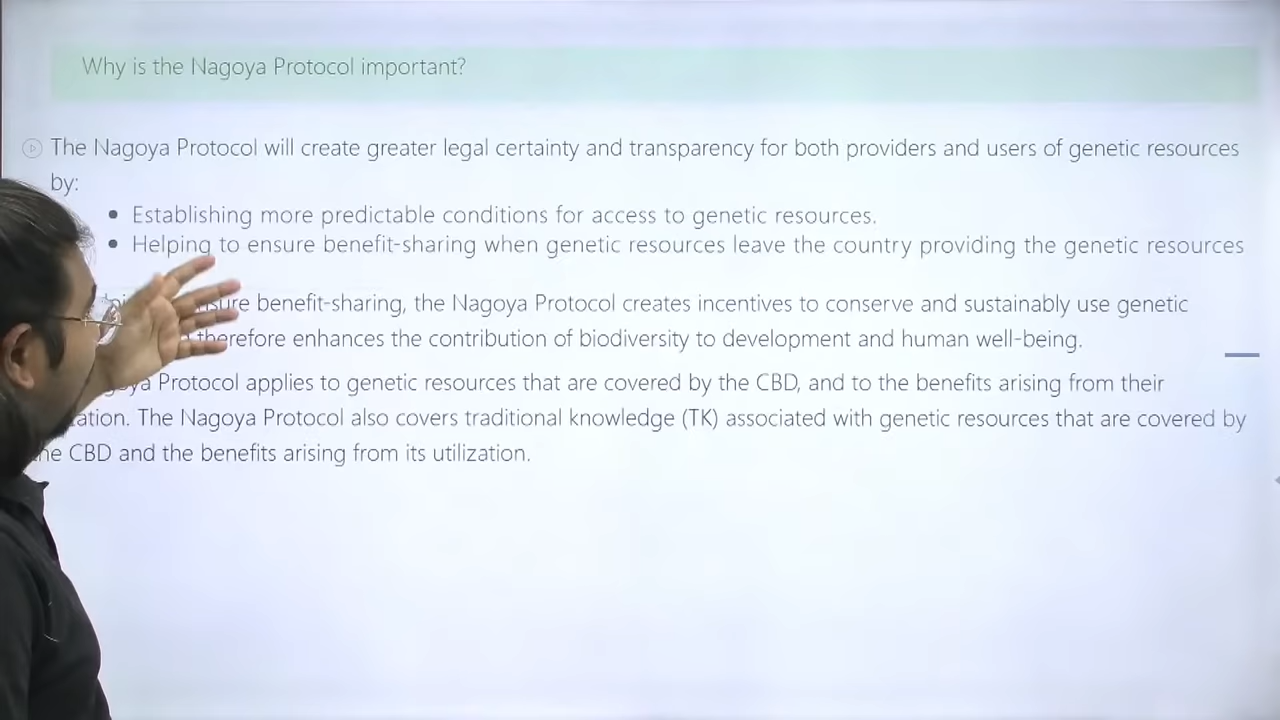 Why is the Nagoya Protocol important?
The Nagoya Protocol will create greater legal certainty and transparency for both providers and users of genetic resources
by:
• Establishing more predictable conditions for access to genetic resources.
• Helping to ensure benefit-sharing when genetic resources leave the country providing the genetic resources
benefit-sharing, the Nagoya Protocol creates incentives to conserve and sustainably use genetic
therefore enhances the contribution of biodiversity to development and human well-being.
Protocol applies to genetic resources that are covered by the CBD, and to the benefits arising from their
The Nagoya Protocol also covers traditional knowledge (TK) associated with genetic resources that are covered by
CBD and the benefits arising from its utilization.